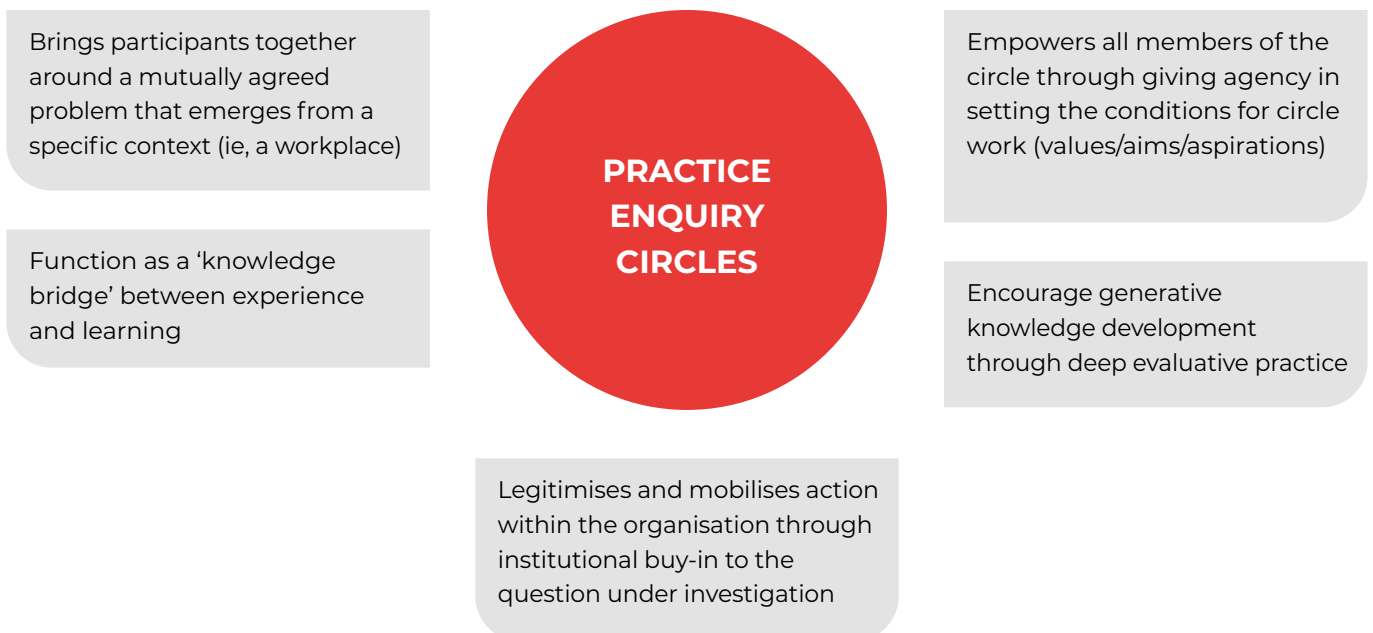 Brings participants together
around a mutually agreed
problem that emerges from a
specific context (ie, a workplace)
Function as a ‘knowledge
bridge’ between experience
and learning
PRACTICE
ENQUIRY
CIRCLES
Empowers all members of the
circle through giving agency in
setting the conditions for circle
work (values/aims/aspirations)
Encourage generative
knowledge development
through deep evaluative practice
Legitimises and mobilises action
within the organisation through
institutional buy-in to the
question under investigation